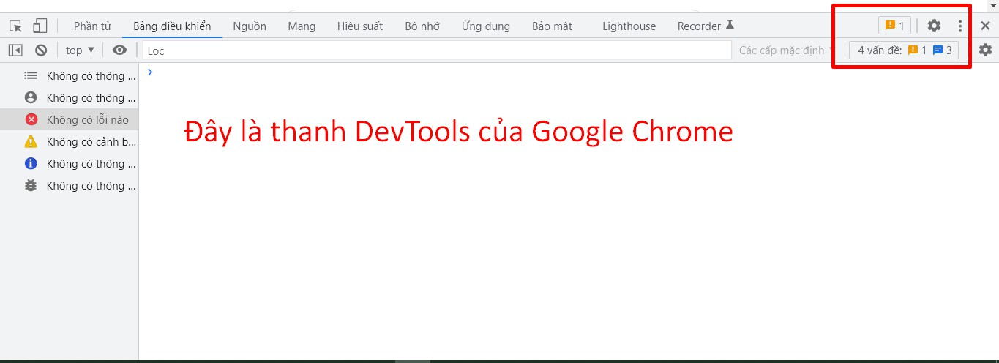 Phần tử Bảng điều khiển Nguồn Mạng Hiệu suất Bộ nhớ Ứng dụng Bảo mật Lighthouse Recorder 1
top Lọc Các cấp mặc định 4 vấn đề: 1 3
Không có thông ...
Không có thông ...
Không có lỗi nào
Không có cảnh b...
Không có thông ...
Không có thông ...
Đây là thanh DevTools của Google Chrome